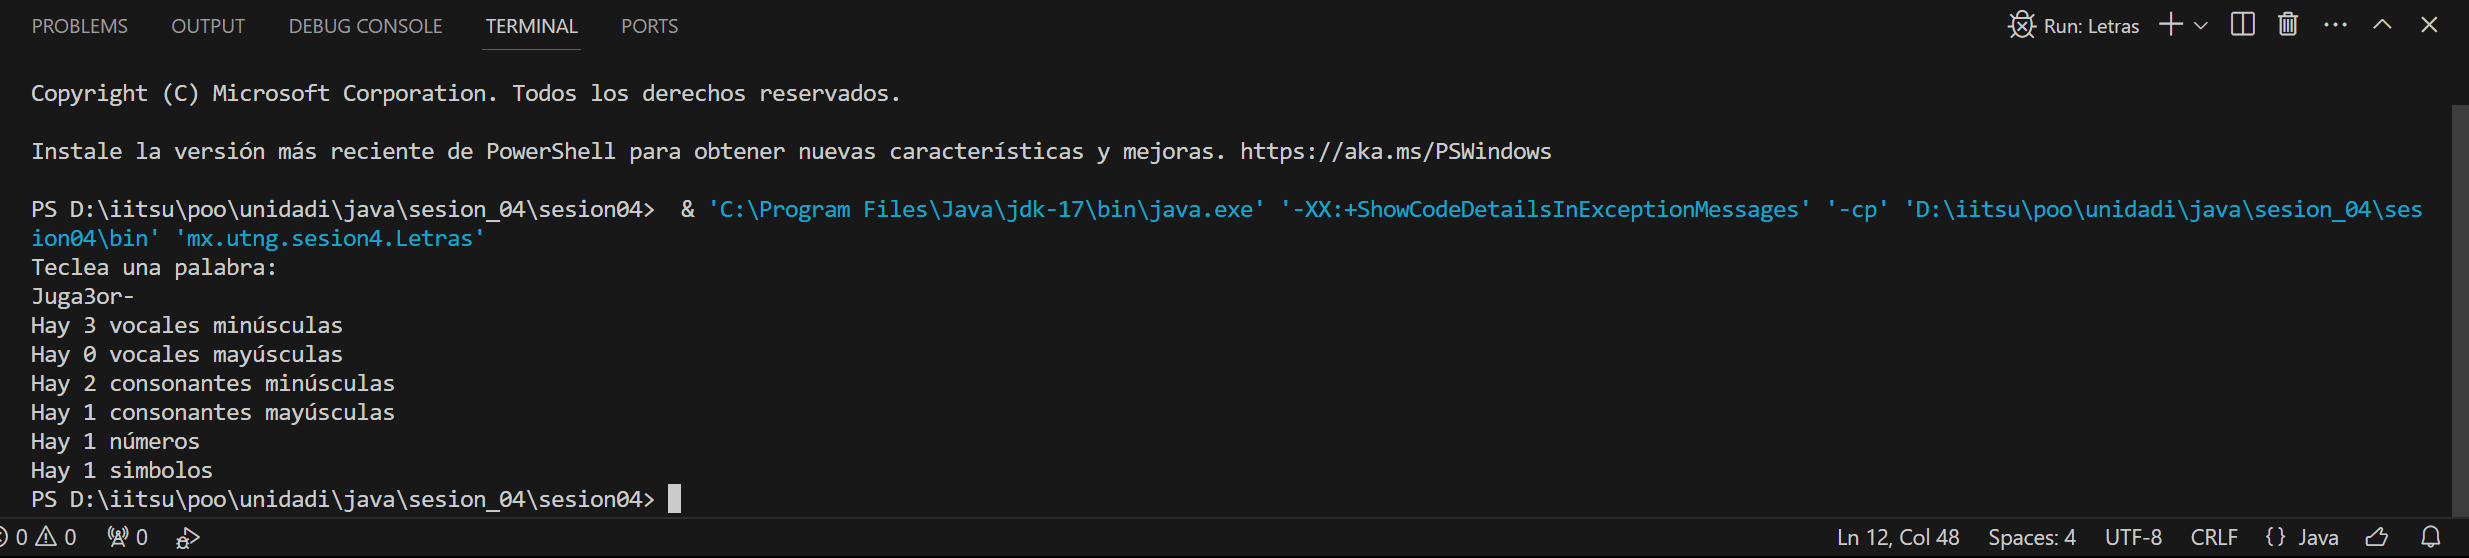 PROBLEMS OUTPUT DEBUG CONSOLE TERMINAL PORTS Run: Letras
Copyright (C) Microsoft Corporation. Todos los derechos reservados.
Instale la versión más reciente de PowerShell para obtener nuevas características y mejoras. https://aka.ms/PSWindows
PS D:\iitsu\poo\unidadi\java\sesion_04\sesion04>  & 'C:\Program Files\Java\jdk-17\bin\java.exe' '-XX:+ShowCodeDetailsInExceptionMessages' '-cp' 'D:\iitsu\poo\unidadi\java\sesion_04\ses
ion04\bin' 'mx.utng.sesion4.Letras'
Teclea una palabra:
Juga3or-
Hay 3 vocales minúsculas
Hay 0 vocales mayúsculas
Hay 2 consonantes minúsculas
Hay 1 consonantes mayúsculas
Hay 1 números
Hay 1 simbolos
PS D:\iitsu\poo\unidadi\java\sesion_04\sesion04>
0 0 0 Ln 12, Col 48 Spaces: 4 UTF-8 CRLF {} Java